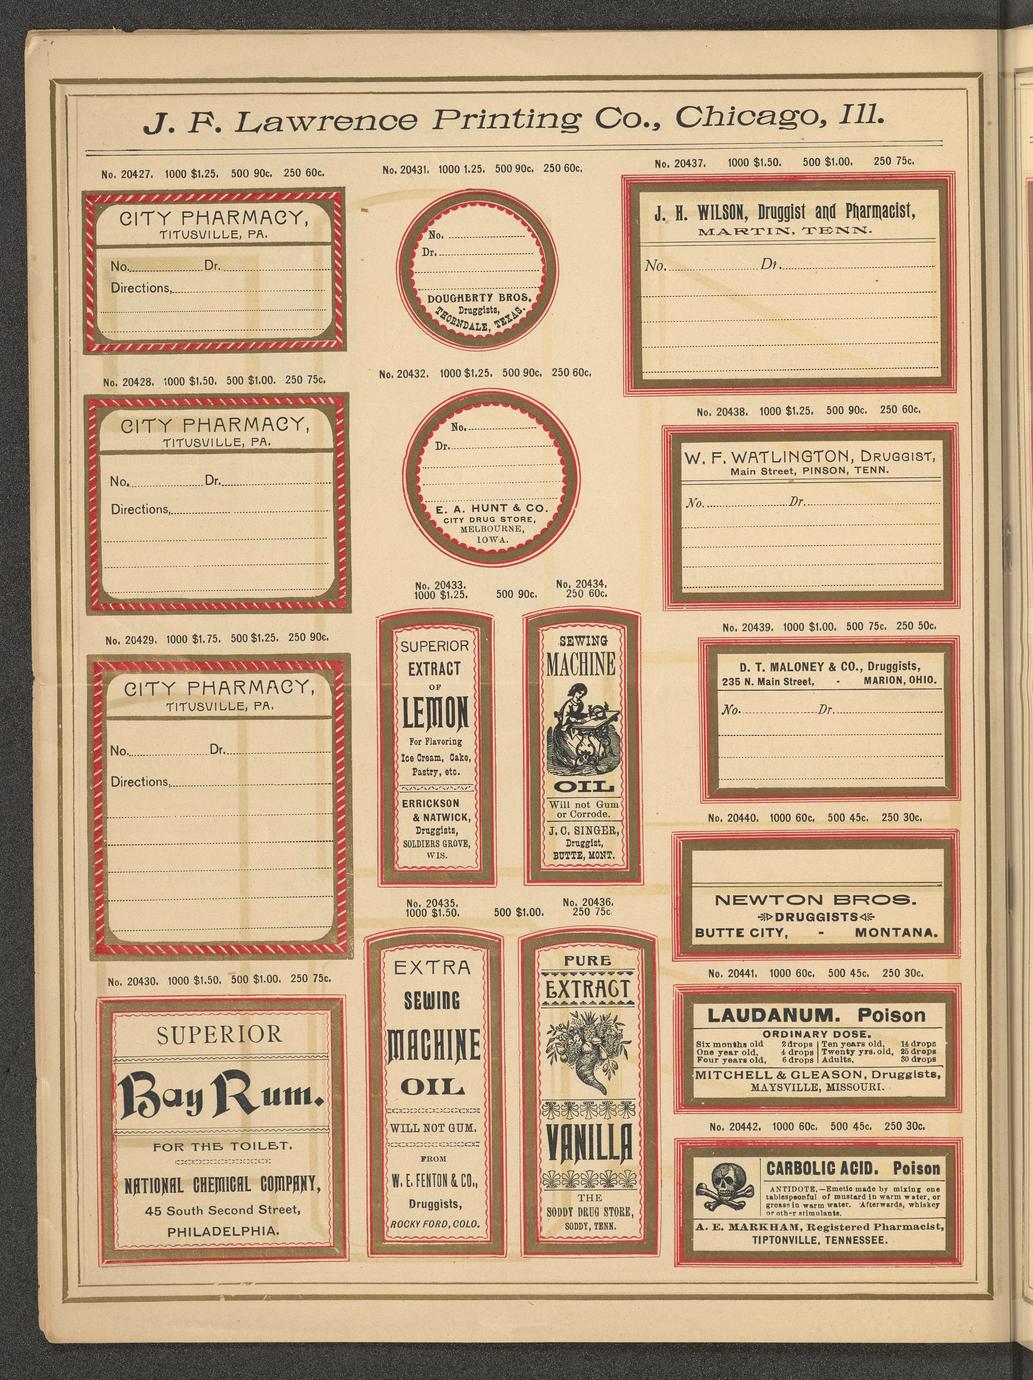 J. F. Lawrence Printing Co., Chicago, Ill.
No. 20427. 1000 $1.25. 500 90c. 250 60c.
CITY PHARMACY,
TITUSVILLE, PA.
No. Dr.
Directions,
No. 20428. 1000 $1.50. 500 $1.00. 250 75c.
CITY PHARMACY,
TITUSVILLE, PA.
No. Dr.
Directions,
No. 20429. 1000 $1.75. 500 $1.25. 250 90c.
CITY PHARMACY,
TITUSVILLE, PA.
No. Dr.
Directions,
No. 20430. 1000 $1.50. 500 $1.00. 250 75c.
SUPERIOR
Bay Rum.
FOR THE TOILET.
NATIONAL CHEMICAL COMPANY,
45 South Second Street,
PHILADELPHIA.
No. 20431. 1000 1.25. 500 90c. 250 60c.
No.
Dr.
DOUGHERTY BROS.
Druggists,
THORNDALE, TEXAS.
No. 20432. 1000 $1.25. 500 90c. 250 60c.
No.
Dr.
E. A. HUNT & CO.
CITY DRUG STORE,
MELBOURNE,
IOWA.
No. 20433. No. 20434.
1000 $1.25. 500 90c. 250 60c.
SUPERIOR
EXTRACT
OF
LEMON
For Flavoring
Ice Cream, Cake,
Pastry, etc.
ERRICKSON
& NATWICK,
Druggists,
SOLDIERS GROVE,
WIS.
SEWING
MACHINE
OIL
Will not Gum
or Corrode.
J. C. SINGER,
Druggist,
BUTTE, MONT.
No. 20435. No. 20436.
1000 $1.50. 500 $1.00. 250 75c.
EXTRA
SEWING
MACHINE
OIL
WILL NOT GUM.
FROM
W. E. FENTON & CO.,
Druggists,
ROCKY FORD, COLO.
PURE
EXTRACT
VANILLA
THE
SODDY DRUG STORE,
SODDY, TENN.
No. 20437. 1000 $1.50. 500 $1.00. 250 75c.
J. H. WILSON, Druggist and Pharmacist,
MARTIN, TENN.
No. Dr.
No. 20438. 1000 $1.25. 500 90c. 250 60c.
W. F. WATLINGTON, DRUGGIST,
Main Street, PINSON, TENN.
No. Dr.
No. 20439. 1000 $1.00. 500 75c. 250 50c.
D. T. MALONEY & CO., Druggists,
235 N. Main Street, - MARION, OHIO.
No. Dr.
No. 20440. 1000 60c. 500 45c. 250 30c.
NEWTON BROS.
DRUGGISTS
BUTTE CITY, - MONTANA.
No. 20441. 1000 60c. 500 45c. 250 30c.
LAUDANUM. Poison
ORDINARY DOSE.
Six months old 2 drops | Ten years old, 14 drops
One year old, 4 drops | Twenty yrs. old, 25 drops
Four years old, 6 drops | Adults, 30 drops
MITCHELL & GLEASON, Druggists,
MAYSVILLE, MISSOURI.
No. 20442. 1000 60c. 500 45c. 250 30c.
CARBOLIC ACID. Poison
ANTIDOTE.—Emetic made by mixing one
tablespoonful of mustard in warm water, or
grease in warm water. Afterwards, whiskey
or other stimulants.
A. E. MARKHAM, Registered Pharmacist,
TIPTONVILLE, TENNESSEE.